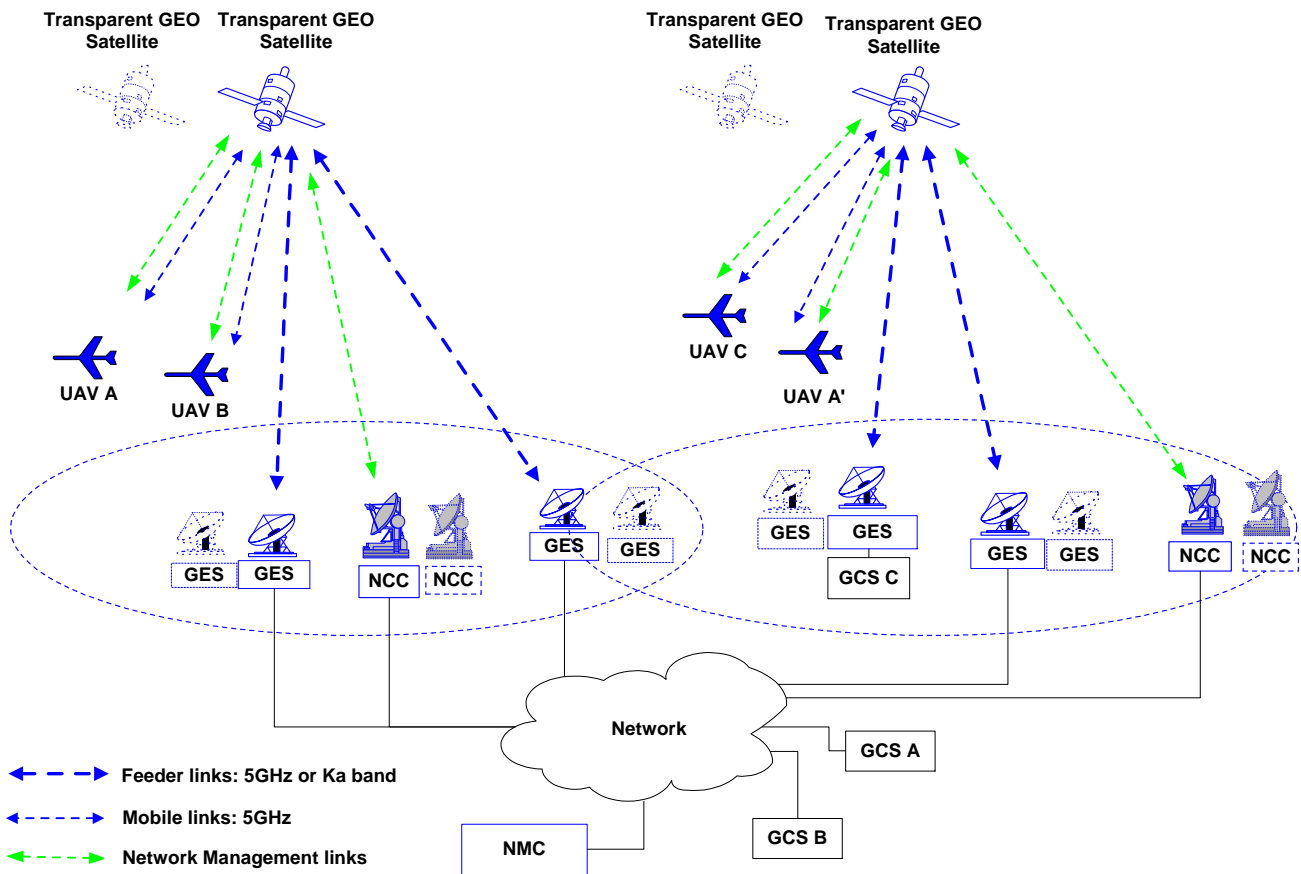 Transparent GEO
Satellite
Transparent GEO
Satellite
Transparent GEO
Satellite
Transparent GEO
Satellite
UAV A
UAV B
UAV C
UAV A'
GES
GES
NCC
NCC
GES
GES
GES
GES
GCS C
GES
GES
NCC
NCC
Network
GCS A
GCS B
NMC
Feeder links: 5GHz or Ka band
Mobile links: 5GHz
Network Management links